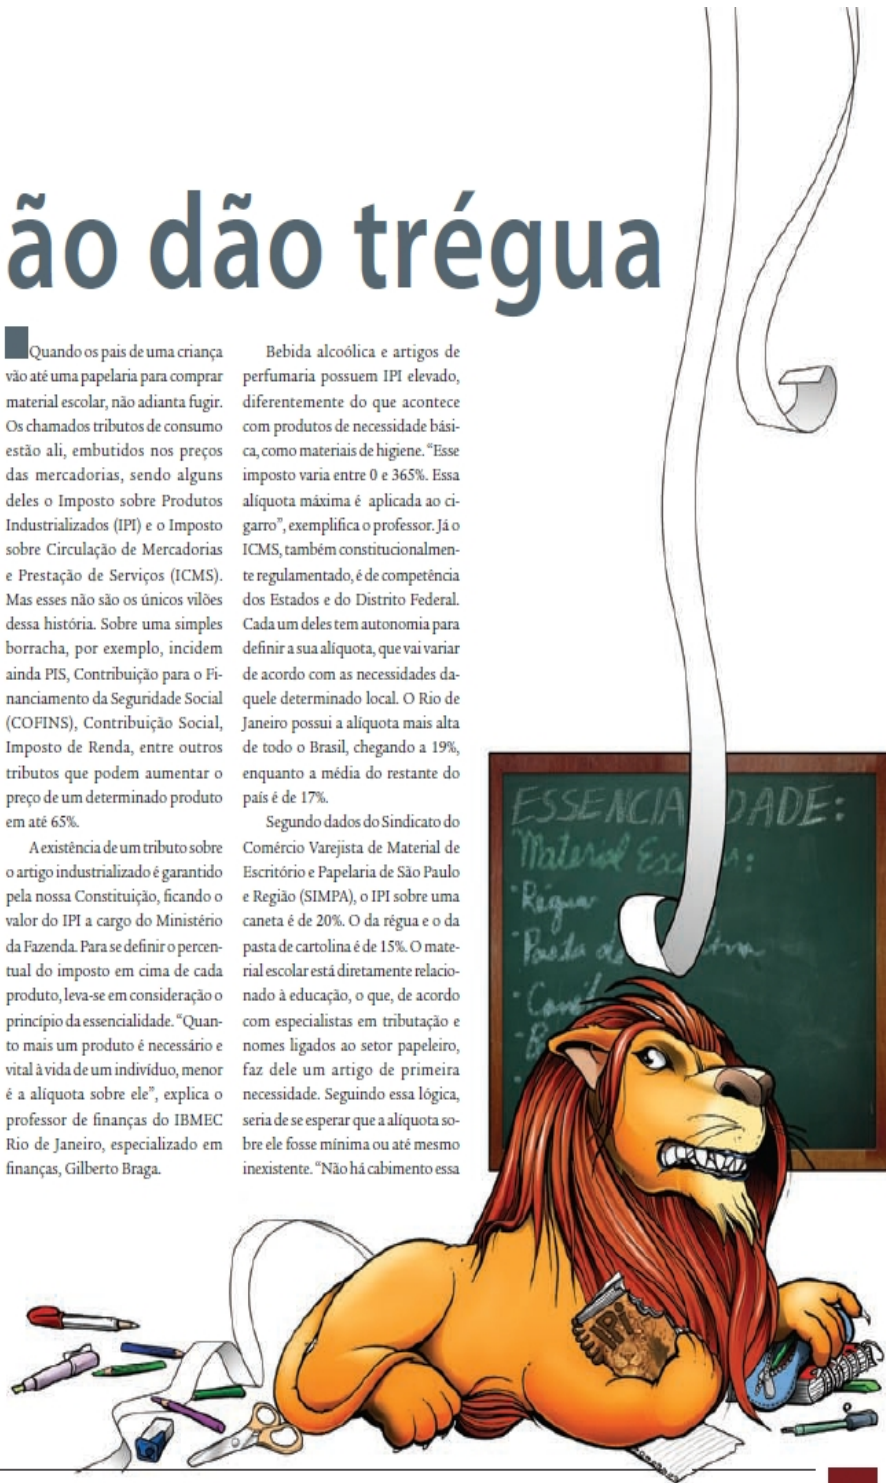 ão dão trégua
Quando os pais de uma criança
vão até uma papelaria para comprar
material escolar, não adianta fugir.
Os chamados tributos de consumo
estão ali, embutidos nos preços
das mercadorias, sendo alguns
deles o Imposto sobre Produtos
Industrializados (IPI) e o Imposto
sobre Circulação de Mercadorias
e Prestação de Serviços (ICMS).
Mas esses não são os únicos vilões
dessa história. Sobre uma simples
borracha, por exemplo, incidem
ainda PIS, Contribuição para o Fi-
nanciamento da Seguridade Social
(COFINS), Contribuição Social,
Imposto de Renda, entre outros
tributos que podem aumentar o
preço de um determinado produto
em até 65%.
A existência de um tributo sobre
o artigo industrializado é garantido
pela nossa Constituição, ficando o
valor do IPI a cargo do Ministério
da Fazenda. Para se definir o percen-
tual do imposto em cima de cada
produto, leva-se em consideração o
princípio da essencialidade. “Quan-
to mais um produto é necessário e
vital à vida de um indivíduo, menor
é a alíquota sobre ele”, explica o
professor de finanças do IBMEC
Rio de Janeiro, especializado em
finanças, Gilberto Braga.
Bebida alcoólica e artigos de
perfumaria possuem IPI elevado,
diferentemente do que acontece
com produtos de necessidade bási-
ca, como materiais de higiene. “Esse
imposto varia entre 0 e 365%. Essa
alíquota máxima é aplicada ao ci-
garro”, exemplifica o professor. Já o
ICMS, também constitucionalmen-
te regulamentado, é de competência
dos Estados e do Distrito Federal.
Cada um deles tem autonomia para
definir a sua alíquota, que vai variar
de acordo com as necessidades da-
quele determinado local. O Rio de
Janeiro possui a alíquota mais alta
de todo o Brasil, chegando a 19%,
enquanto a média do restante do
país é de 17%.
Segundo dados do Sindicato do
Comércio Varejista de Material de
Escritório e Papelaria de São Paulo
e Região (SIMPA), o IPI sobre uma
caneta é de 20%. O da régua e o da
pasta de cartolina é de 15%. O mate-
rial escolar está diretamente relacio-
nado à educação, o que, de acordo
com especialistas em tributação e
nomes ligados ao setor papeleiro,
faz dele um artigo de primeira
necessidade. Seguindo essa lógica,
seria de se esperar que a alíquota so-
bre ele fosse mínima ou até mesmo
inexistente. “Não há cabimento essa
ESSENCIA DADE:
Material
Régua
Pasta
IPI